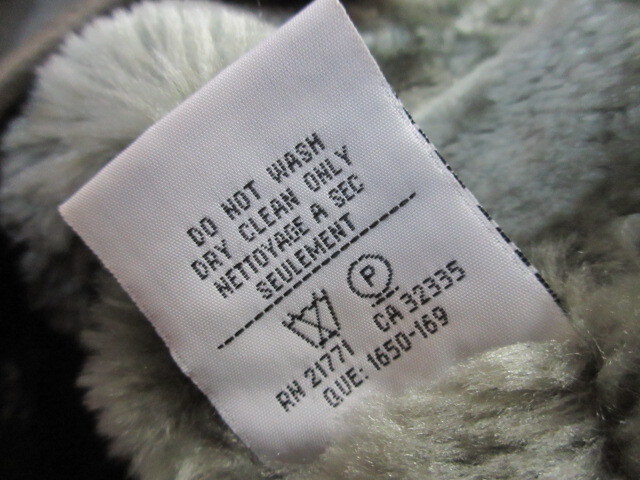 DO NOT WASH
DRY CLEAN ONLY
NETTOYAGE A SEC
SEULEMENT
P
RN 21771 CA 32335
QUE: 1650-169